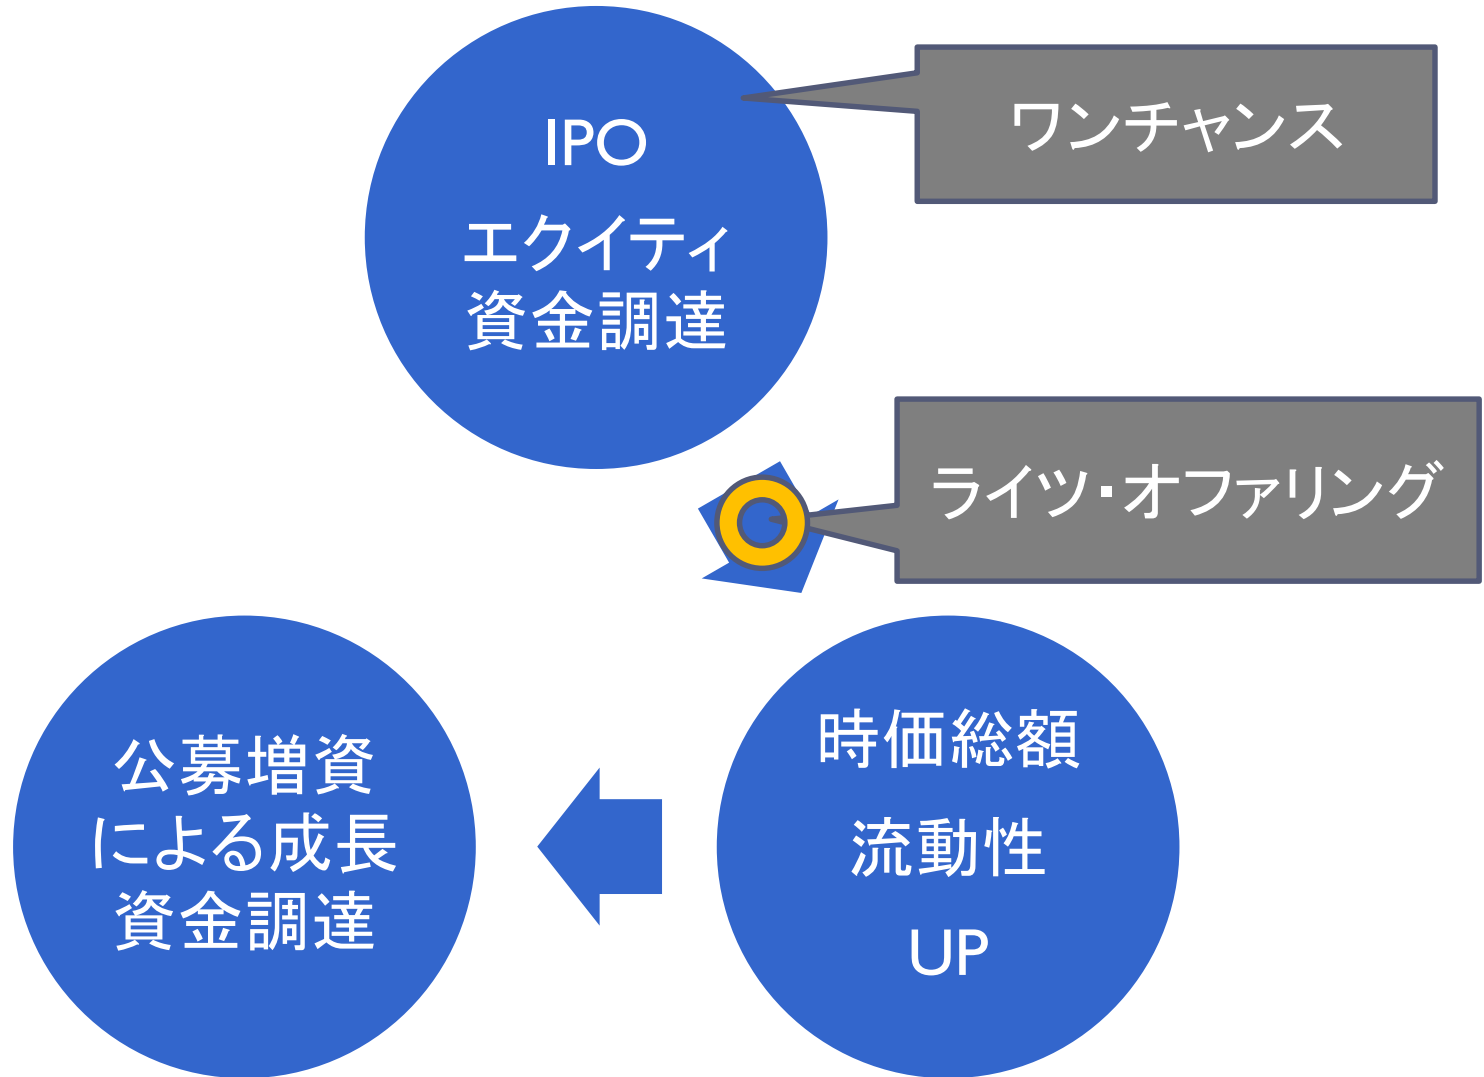 IPO
エクイティ
資金調達
ワンチャンス
ライツ・オファリング
時価総額
流動性
UP
公募増資
による成長
資金調達